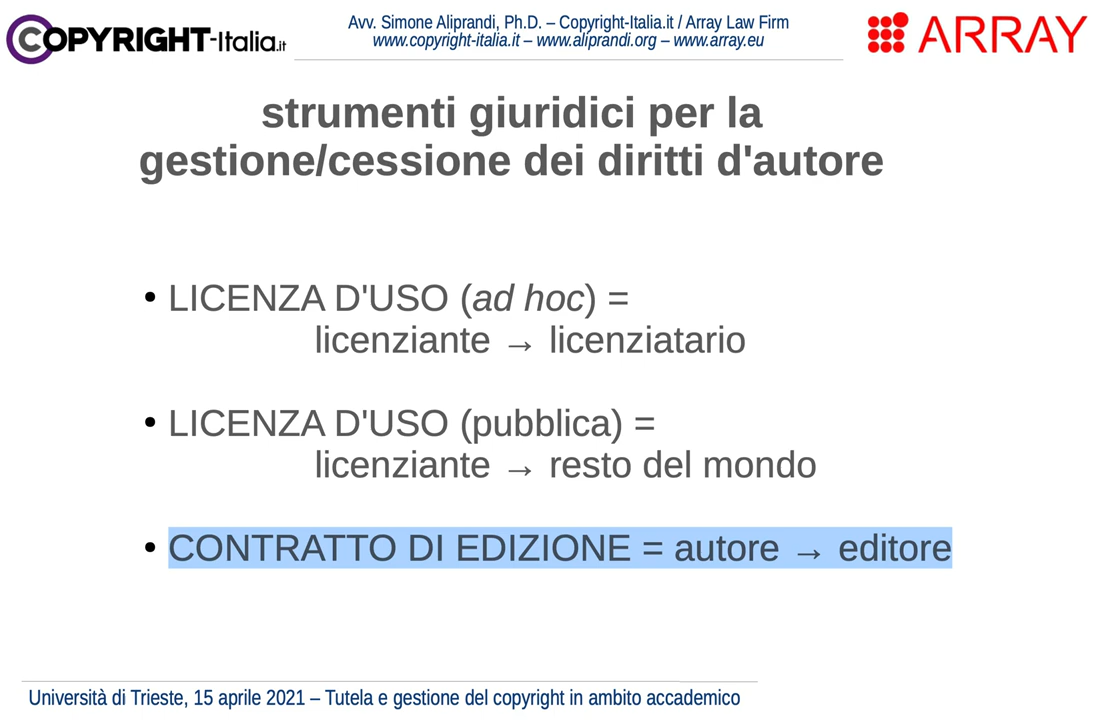 COPYRIGHT-Italia.it
Avv. Simone Aliprandi, Ph.D. – Copyright-Italia.it / Array Law Firm
www.copyright-italia.it – www.aliprandi.org – www.array.eu
ARRAY
strumenti giuridici per la
gestione/cessione dei diritti d'autore
• LICENZA D'USO (ad hoc) =
licenziante → licenziatario
• LICENZA D'USO (pubblica) =
licenziante → resto del mondo
• CONTRATTO DI EDIZIONE = autore → editore
Università di Trieste, 15 aprile 2021 – Tutela e gestione del copyright in ambito accademico